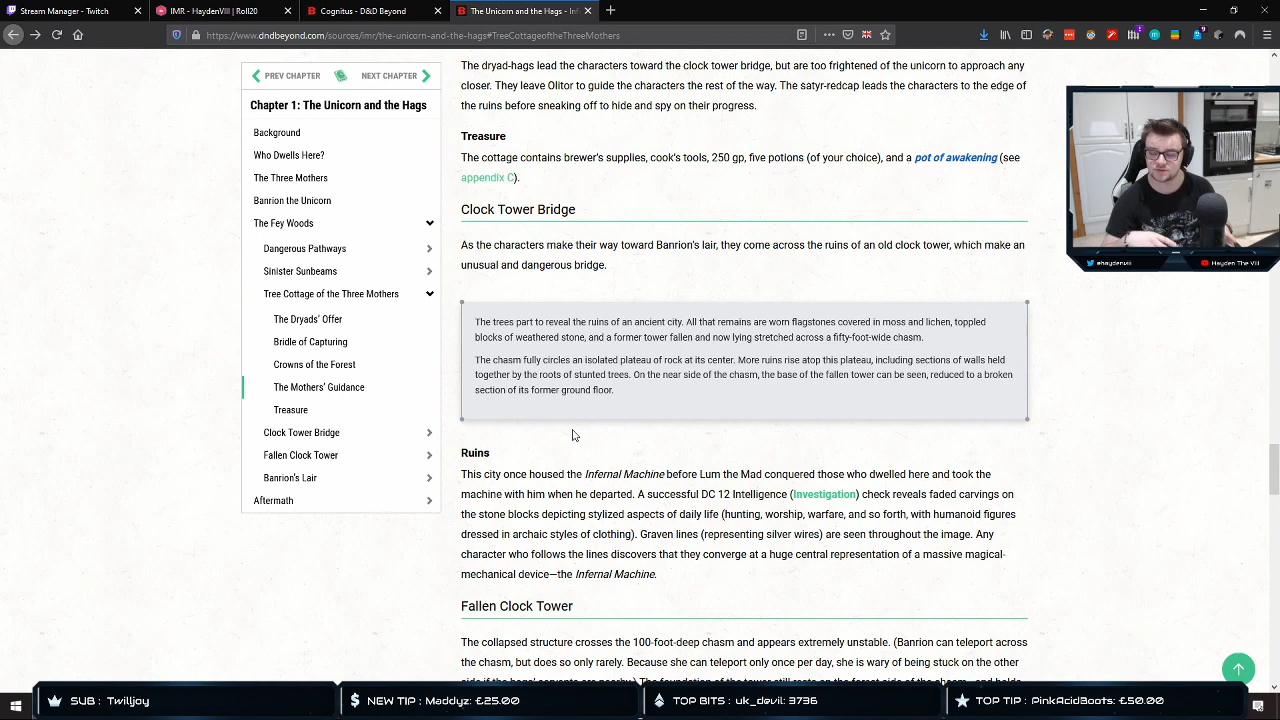 Stream Manager - Twitch
IMR - HaydenVIII | Roll20
Cognitus - D&D Beyond
The Unicorn and the Hags - Inf
https://www.dndbeyond.com/sources/imr/the-unicorn-and-the-hags#TreeCottageoftheThreeMothers
PREV CHAPTER
NEXT CHAPTER
Chapter 1: The Unicorn and the Hags
Background
Who Dwells Here?
The Three Mothers
Banrion the Unicorn
The Fey Woods
Dangerous Pathways
Sinister Sunbeams
Tree Cottage of the Three Mothers
The Dryads' Offer
Bridle of Capturing
Crowns of the Forest
The Mothers' Guidance
Treasure
Clock Tower Bridge
Fallen Clock Tower
Banrion's Lair
Aftermath
The dryad-hags lead the characters toward the clock tower bridge, but are too frightened of the unicorn to approach any
closer. They leave Olitor to guide the characters the rest of the way. The satyr-redcap leads the characters to the edge of
the ruins before sneaking off to hide and spy on their progress.
Treasure
The cottage contains brewer's supplies, cook's tools, 250 gp, five potions (of your choice), and a pot of awakening (see
appendix C).
Clock Tower Bridge
As the characters make their way toward Banrion's lair, they come across the ruins of an old clock tower, which make an
unusual and dangerous bridge.
The trees part to reveal the ruins of an ancient city. All that remains are worn flagstones covered in moss and lichen, toppled
blocks of weathered stone, and a former tower fallen and now lying stretched across a fifty-foot-wide chasm.
The chasm fully circles an isolated plateau of rock at its center. More ruins rise atop this plateau, including sections of walls held
together by the roots of stunted trees. On the near side of the chasm, the base of the fallen tower can be seen, reduced to a broken
section of its former ground floor.
Ruins
This city once housed the Infernal Machine before Lum the Mad conquered those who dwelled here and took the
machine with him when he departed. A successful DC 12 Intelligence (Investigation) check reveals faded carvings on
the stone blocks depicting stylized aspects of daily life (hunting, worship, warfare, and so forth, with humanoid figures
dressed in archaic styles of clothing). Graven lines (representing silver wires) are seen throughout the image. Any
character who follows the lines discovers that they converge at a huge central representation of a massive magical-
mechanical device—the Infernal Machine.
Fallen Clock Tower
The collapsed structure crosses the 100-foot-deep chasm and appears extremely unstable. (Banrion can teleport across
the chasm, but does so only rarely. Because she can teleport only once per day, she is wary of being stuck on the other
@haydenviii
Hayden The VIII
SUB : Twilljoy
NEW TIP : Maddyz: £25.00
TOP BITS : uk_devil: 3736
TOP TIP : PinkAcidBoots: £50.00